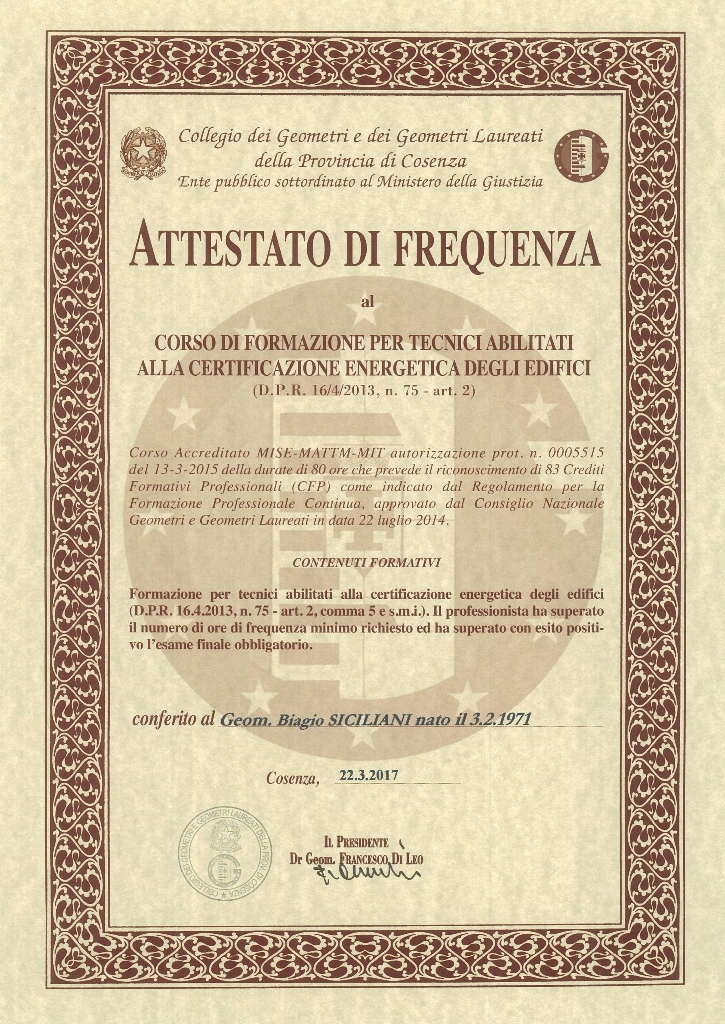 Collegio dei Geometri e dei Geometri Laureati
della Provincia di Cosenza
Ente pubblico sottordinato al Ministero della Giustizia
ATTESTATO DI FREQUENZA
al
CORSO DI FORMAZIONE PER TECNICI ABILITATI
ALLA CERTIFICAZIONE ENERGETICA DEGLI EDIFICI
(D.P.R. 16/4/2013, n. 75 - art. 2)
Corso Accreditato MISE-MATTM-MIT autorizzazione prot. n. 0005515
del 13-3-2015 della durate di 80 ore che prevede il riconoscimento di 83 Crediti
Formativi Professionali (CFP) come indicato dal Regolamento per la
Formazione Professionale Continua, approvato dal Consiglio Nazionale
Geometri e Geometri Laureati in data 22 luglio 2014.
CONTENUTI FORMATIVI
Formazione per tecnici abilitati alla certificazione energetica degli edifici
(D.P.R. 16.4.2013, n. 75 - art. 2, comma 5 e s.m.i.). Il professionista ha superato
il numero di ore di frequenza minimo richiesto ed ha superato con esito positi-
vo l'esame finale obbligatorio.
conferito al Geom. Biagio SICILIANI nato il 3.2.1971
Cosenza, 22.3.2017
IL PRESIDENTE
Dr Geom. FRANCESCO DI LEO